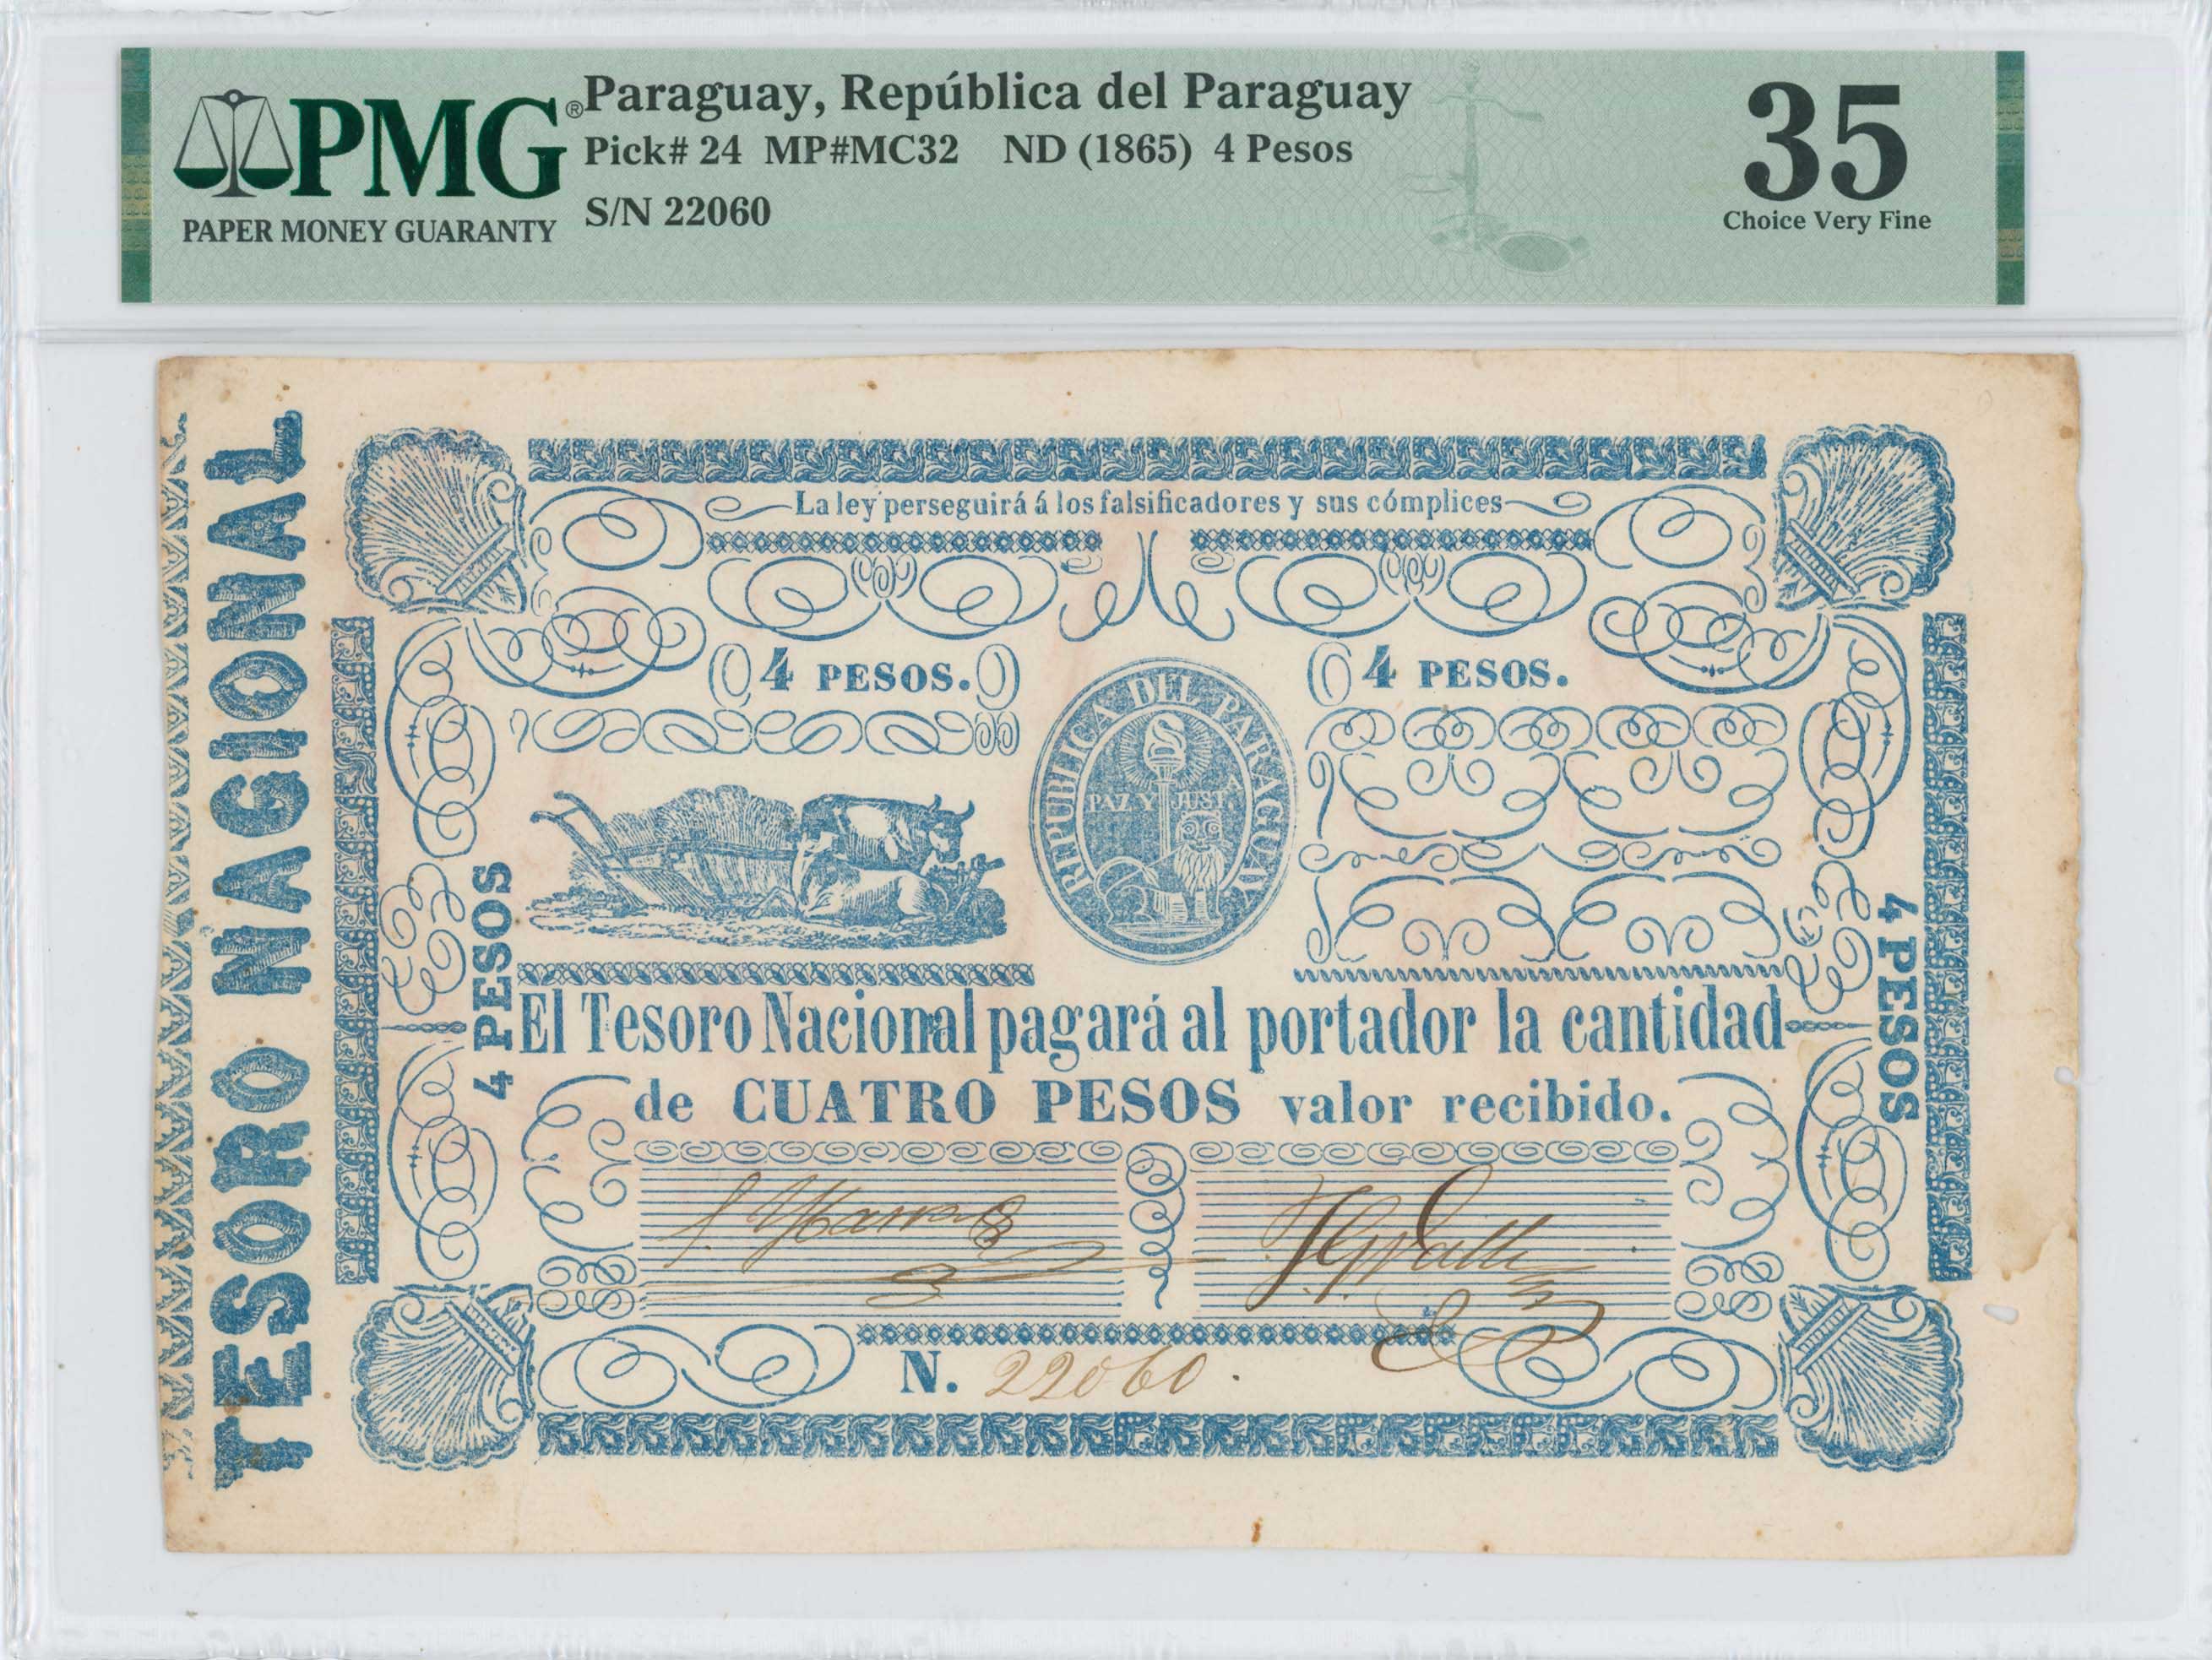 PMG®
PAPER MONEY GUARANTY
Paraguay, República del Paraguay
Pick# 24 MP#MC32 ND (1865) 4 Pesos
S/N 22060
35
Choice Very Fine
TESORO NACIONAL
La ley perseguirá á los falsificadores y sus cómplices
4 PESOS.
4 PESOS.
REPUBLICA DEL PARAGUAY
PAZ Y JUST.
4 PESOS
4 PESOS
El Tesoro Nacional pagará al portador la cantidad
de CUATRO PESOS valor recibido.
N. 22060.